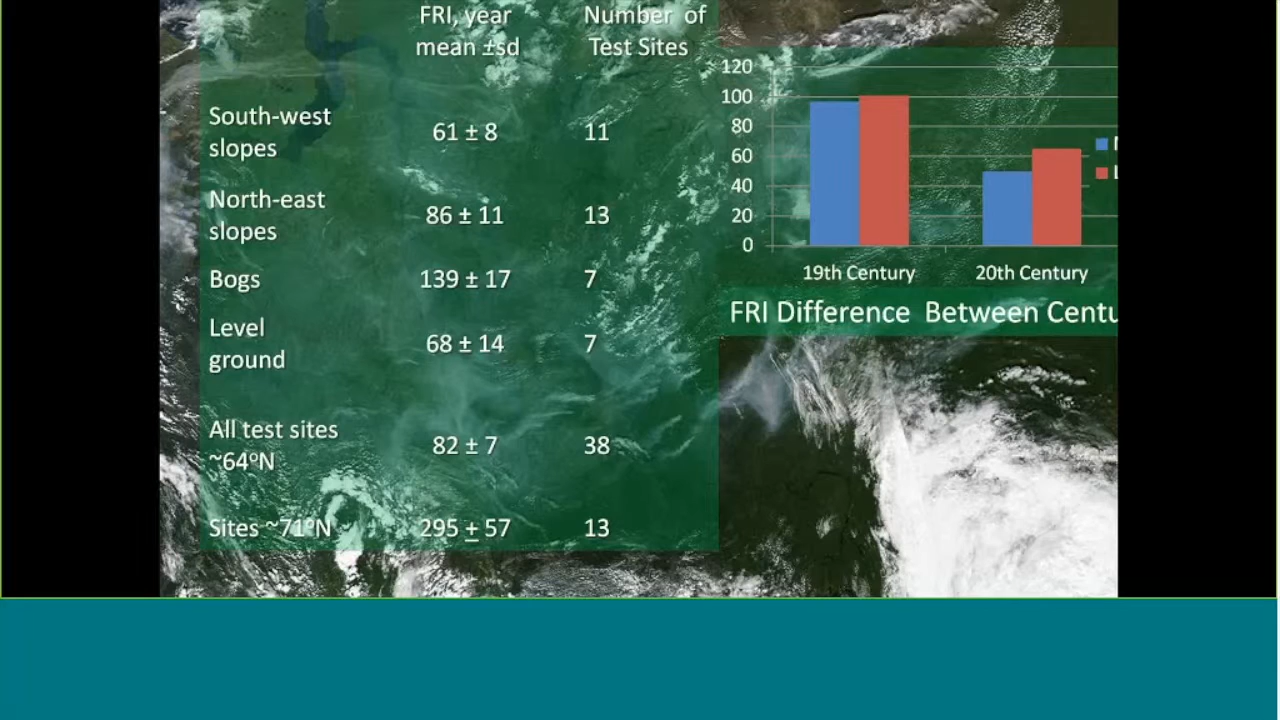 FRI, year
mean ±sd
Number of
Test Sites
South-west
slopes
61 ± 8
11
North-east
slopes
86 ± 11
13
Bogs
139 ± 17
7
Level
ground
68 ± 14
7
All test sites
~64ºN
82 ± 7
38
Sites ~71ºN
295 ± 57
13
120
100
80
60
40
20
0
19th Century
20th Century
FRI Difference Between Centu